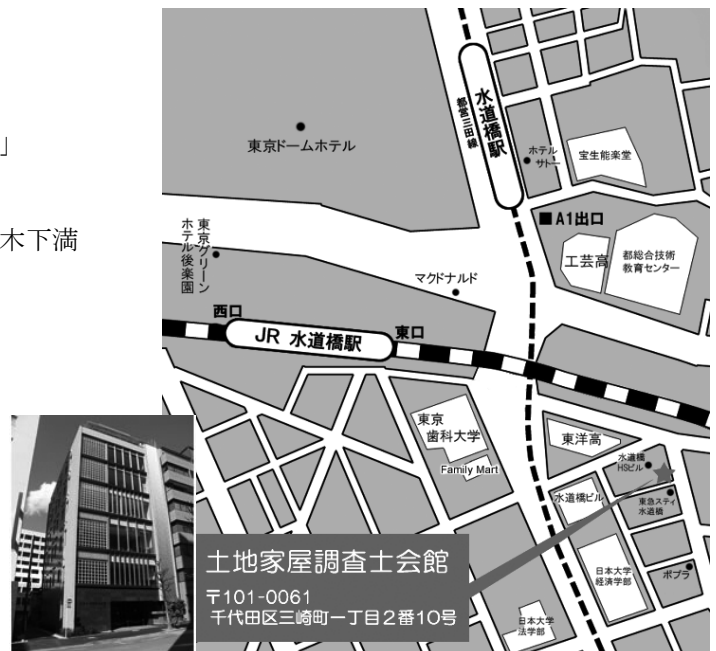 」
木下満
水道橋駅
都営三田線
東京ドームホテル
ホテル
サトー
宝生能楽堂
■A1出口
東京グリーン
ホテル後楽園
工芸高
都総合技術
教育センター
マクドナルド
西口
JR 水道橋駅
東口
東京
歯科大学
Family Mart
東洋高
水道橋
HSビル
東急スティ
水道橋
水道橋ビル
日本大学
経済学部
ポプラ
日本大学
法学部
土地家屋調査士会館
〒101-0061
千代田区三崎町一丁目2番10号